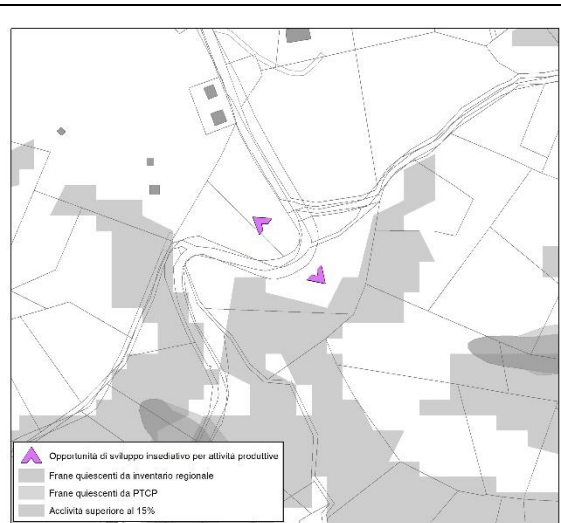 Opportunità di sviluppo insediativo per attività produttive
Frane quiescenti da inventario regionale
Frane quiescenti da PTCP
Acclività superiore al 15%